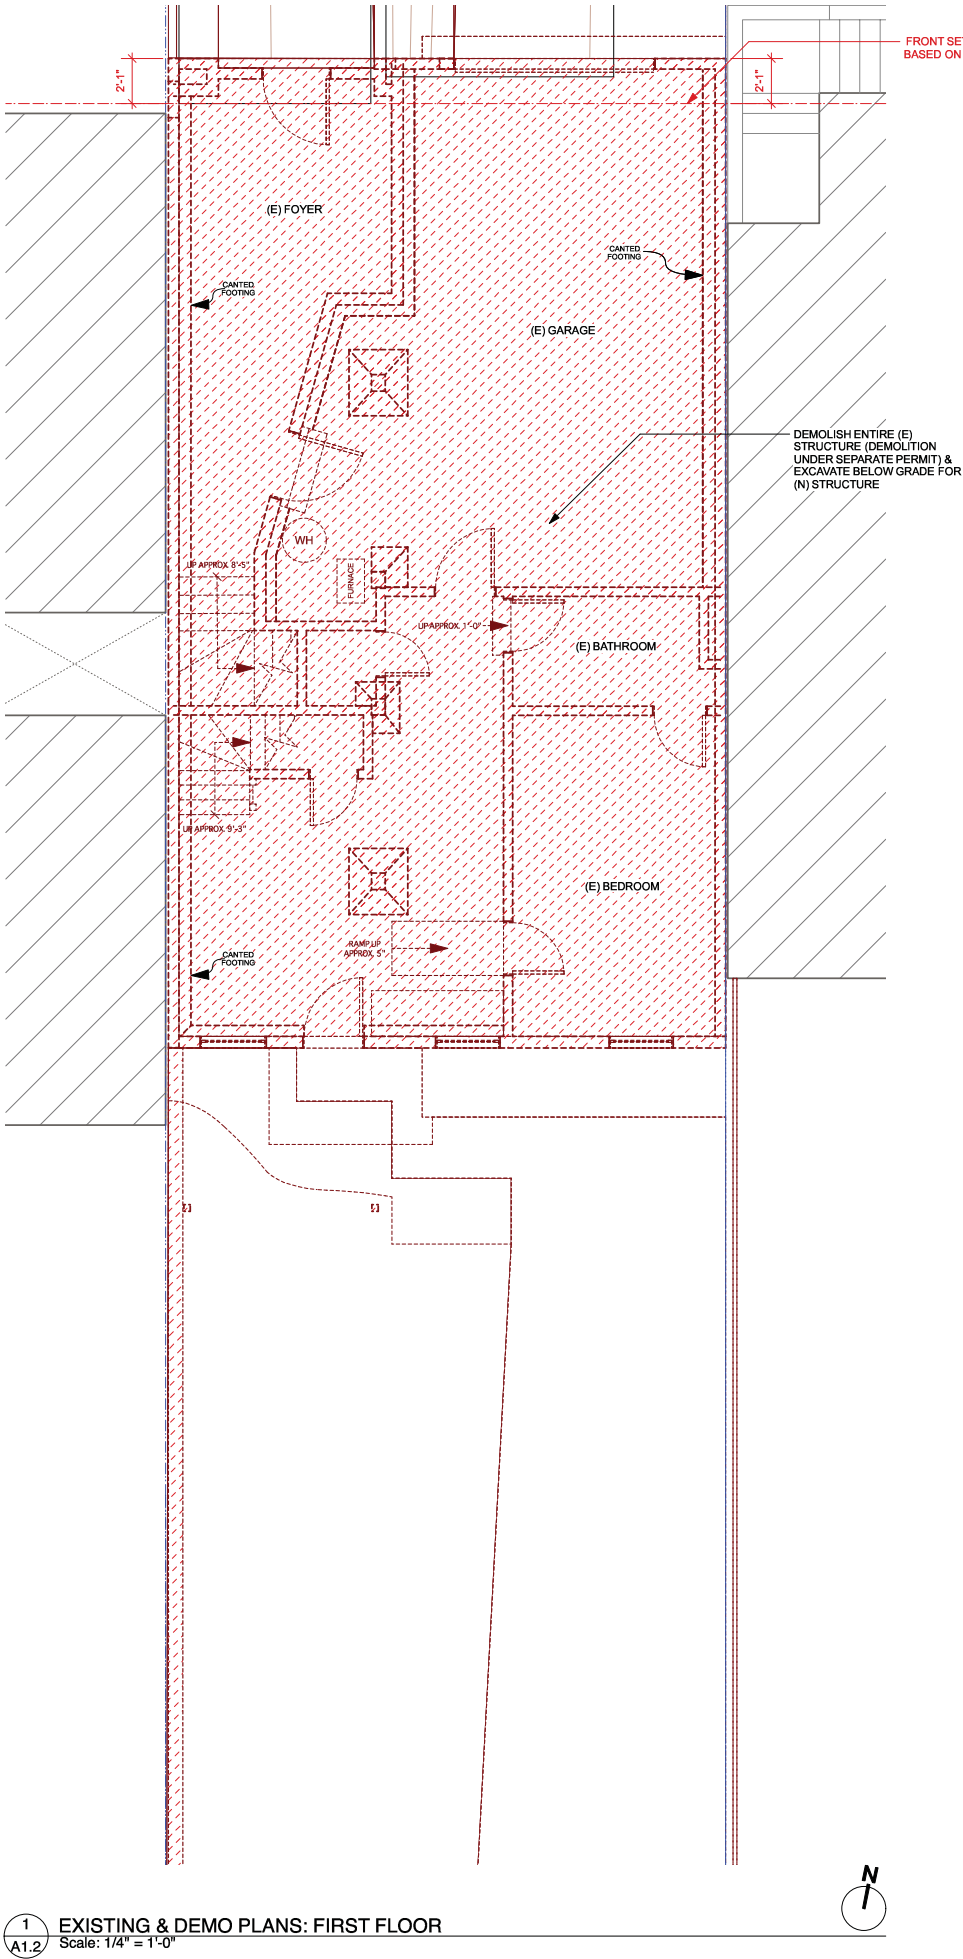 FRONT SE
BASED ON
2'-1"
2'-1"
(E) FOYER
CANTED
FOOTING
CANTED
FOOTING
(E) GARAGE
DEMOLISH ENTIRE (E)
STRUCTURE (DEMOLITION
UNDER SEPARATE PERMIT) &
EXCAVATE BELOW GRADE FOR
(N) STRUCTURE
WH
FURNACE
UP APPROX. 8'-5"
UP APPROX. 1'-0"
(E) BATHROOM
UP APPROX. 9'-3"
(E) BEDROOM
RAMP UP
APPROX. 5"
CANTED
FOOTING
N
1
A1.2
EXISTING & DEMO PLANS: FIRST FLOOR
Scale: 1/4" = 1'-0"